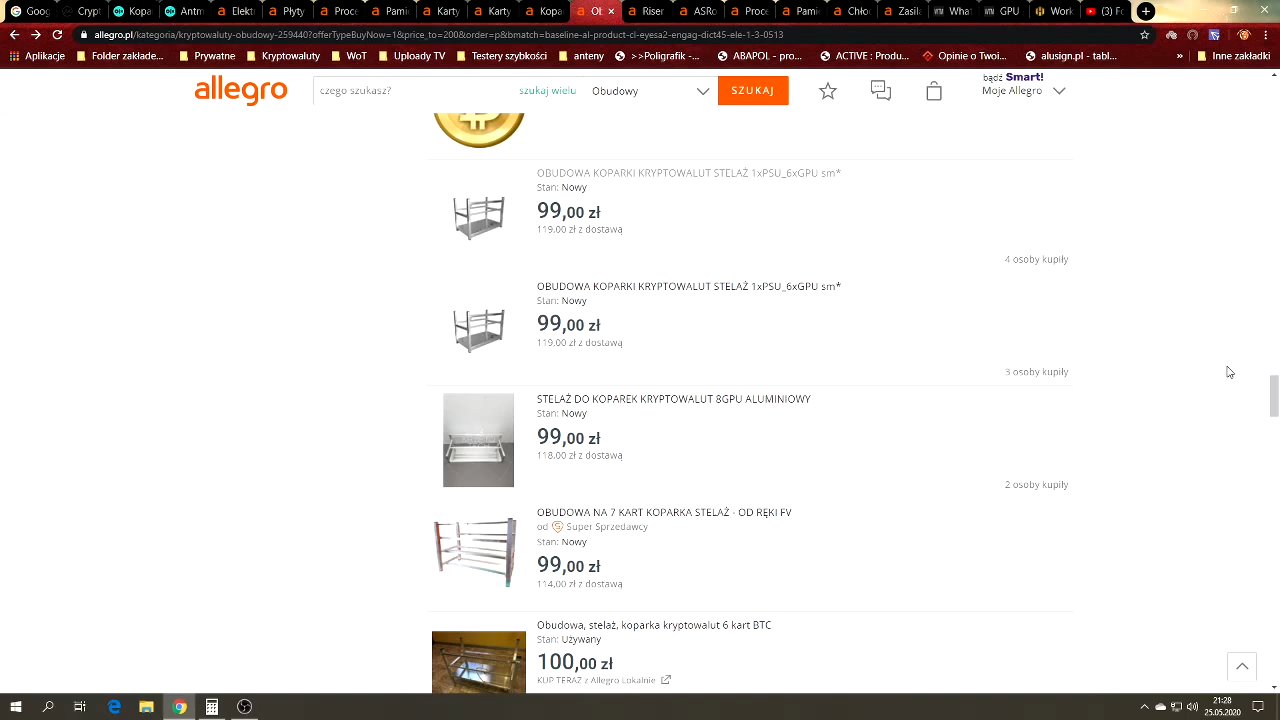 Googl
Crypt
Antm
Elekt
Płyty
Proce
Pami
Karty
Karty
Kopa
Ol
Riser
ASRo
Proce
Pami
Chło
Zasila
What
GPU
Work
(3) Fo
allegro.pl/kategoria/kryptowaluty-obudowy-259440?offerTypeBuyNow=1&price_to=200&order=p&bmatch=baseline-al-product-ci-eyesa2-engag-dict45-ele-1-3-0513
Aplikacje
Folder zakładek...
Prywatne
Kryptowaluty
WoT
Uploady TV
Testery szybkości
anteny
>>Poligrafik -...
ABAPOL - pro...
ACTIVE : Produ...
Opinie o Twoim...
alusign.pl - tabl...
»
Inne zakładki
allegro
czego szukasz?
szukaj wielu
Obudowy
SZUKAJ
bądź Smart!
Moje Allegro
OBUDOWA KOPARKI KRYPTOWALUT STELAŻ 1xPSU_6xGPU sm*
Stan: Nowy
99,00 zł
119,00 zł z dostawą
4 osoby kupiły
OBUDOWA KOPARKI KRYPTOWALUT STELAŻ 1xPSU_6xGPU sm*
Stan: Nowy
99,00 zł
119,00 zł z dostawą
3 osoby kupiły
STELAŻ DO KOPAREK KRYPTOWALUT 8GPU ALUMINIOWY
Stan: Nowy
99,00 zł
118,00 zł z dostawą
2 osoby kupiły
OBUDOWA NA 7 KART KOPARKA STELAŻ - OD RĘKI FV
od Super Sprzedawcy
Stan: Nowy
99,00 zł
114,00 zł z dostawą
Obudowa, stelaż, koparka kryptowalut 6 kart BTC
Stan: Używany
100,00 zł
KUP TERAZ z Allegro Lokalnie
21:28
25.05.2020